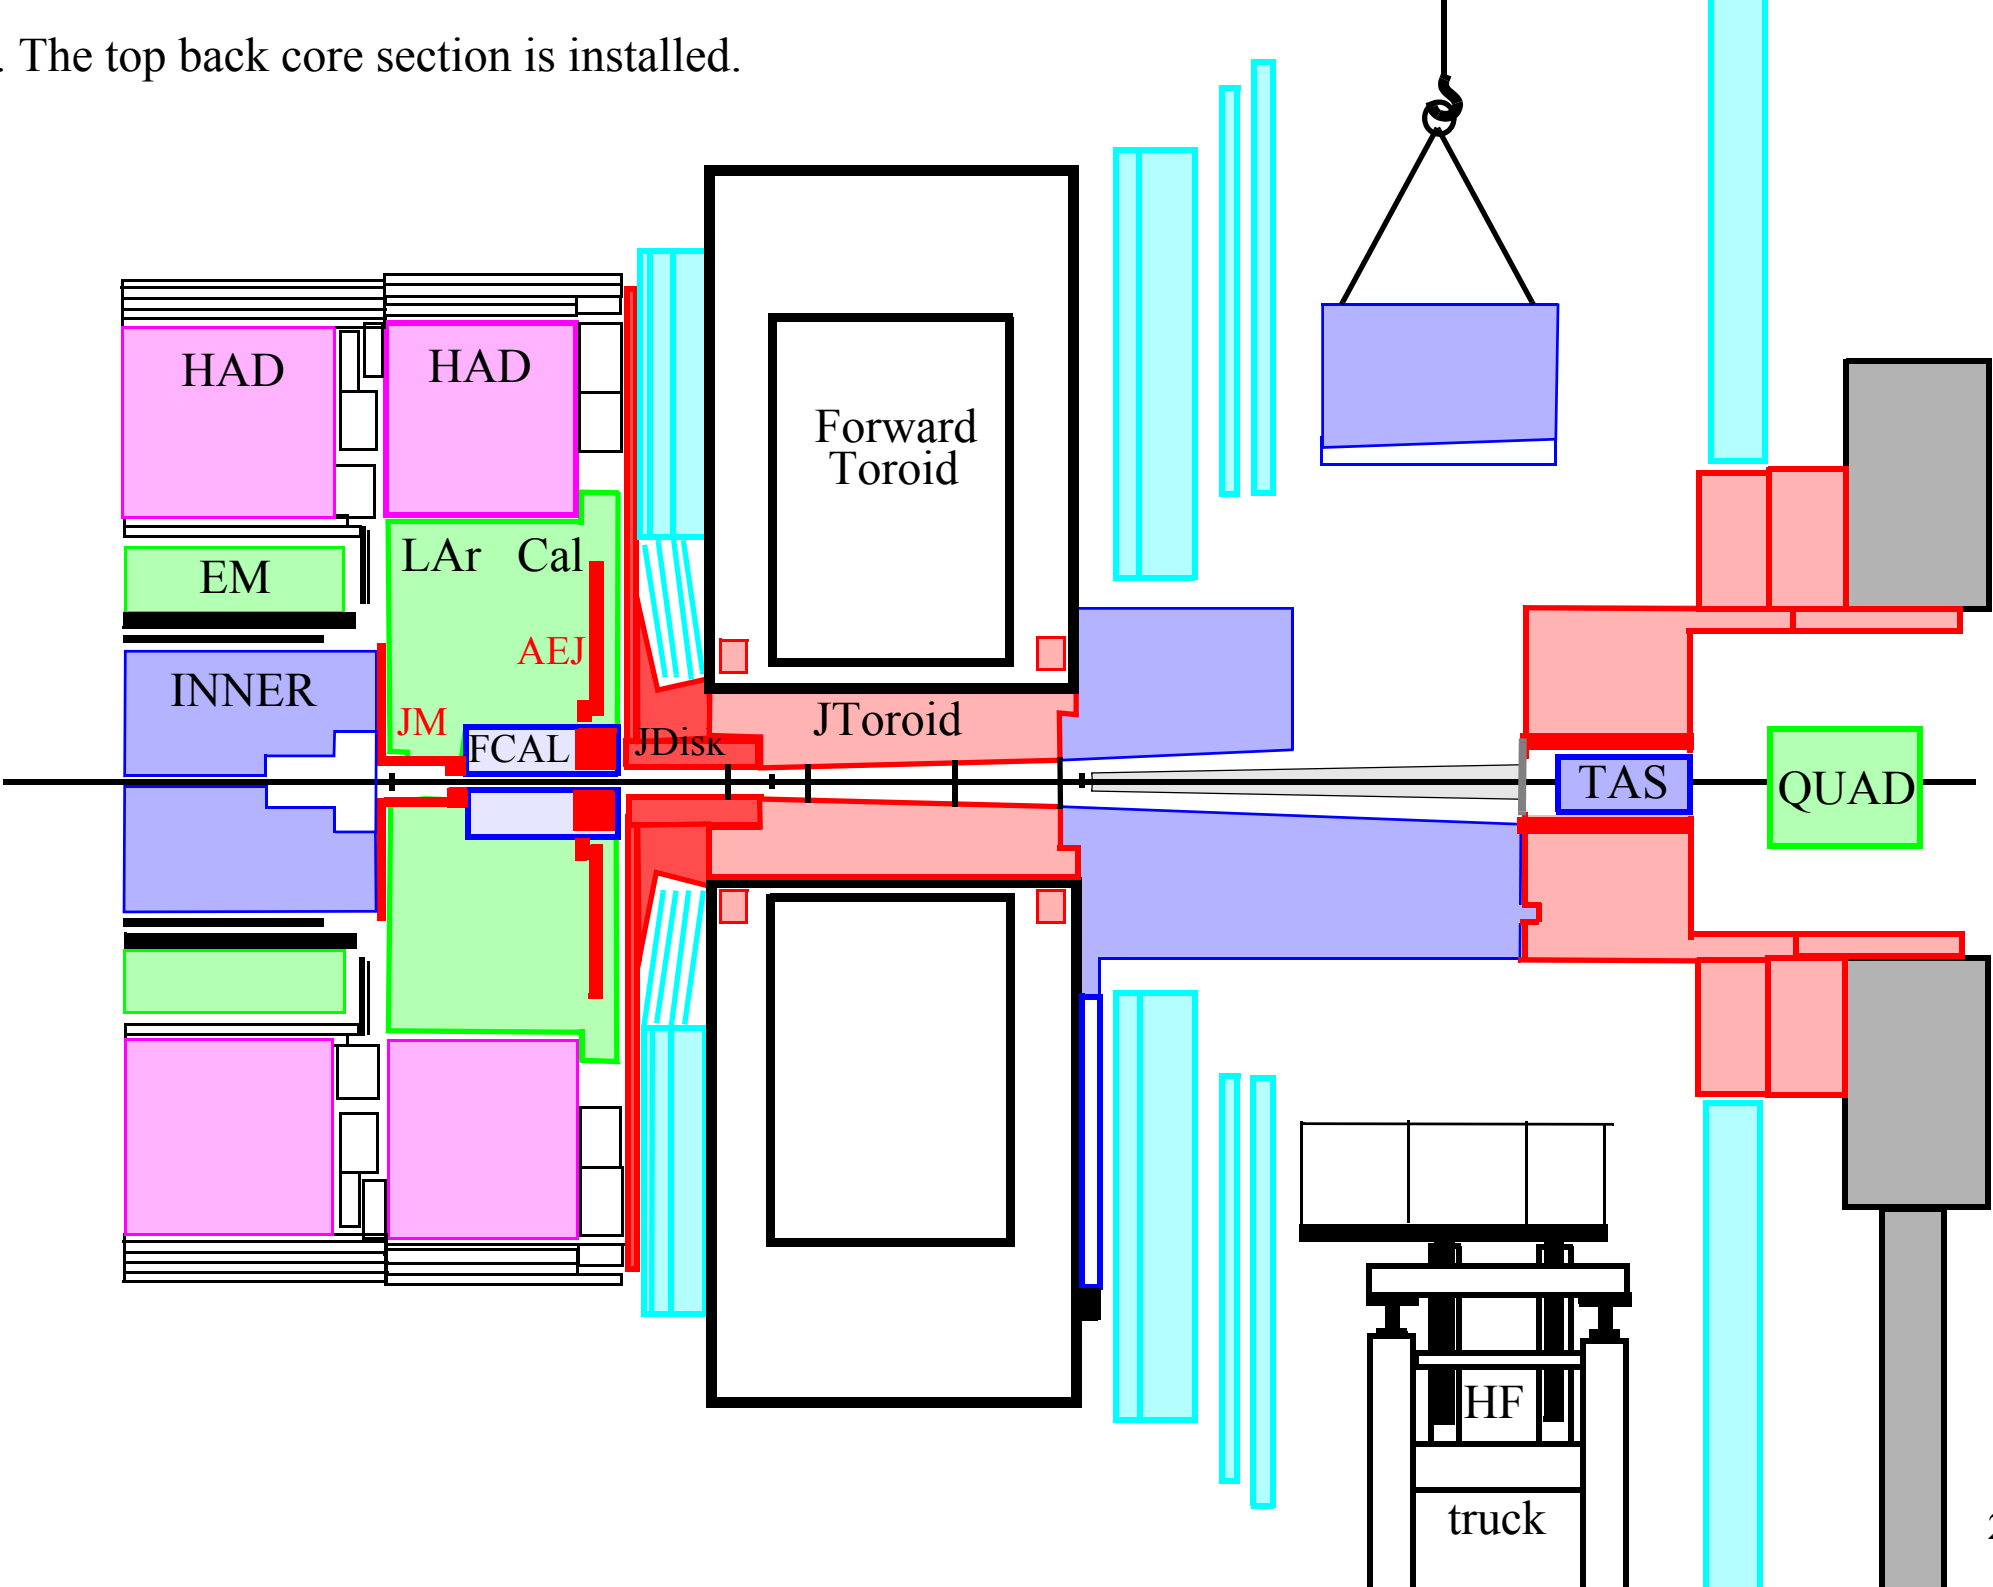 . The top back core section is installed.
HAD
HAD
Forward
Toroid
LAr Cal
EM
AEJ
INNER
JM
FCAL
JDisk
JToroid
TAS
QUAD
HF
truck